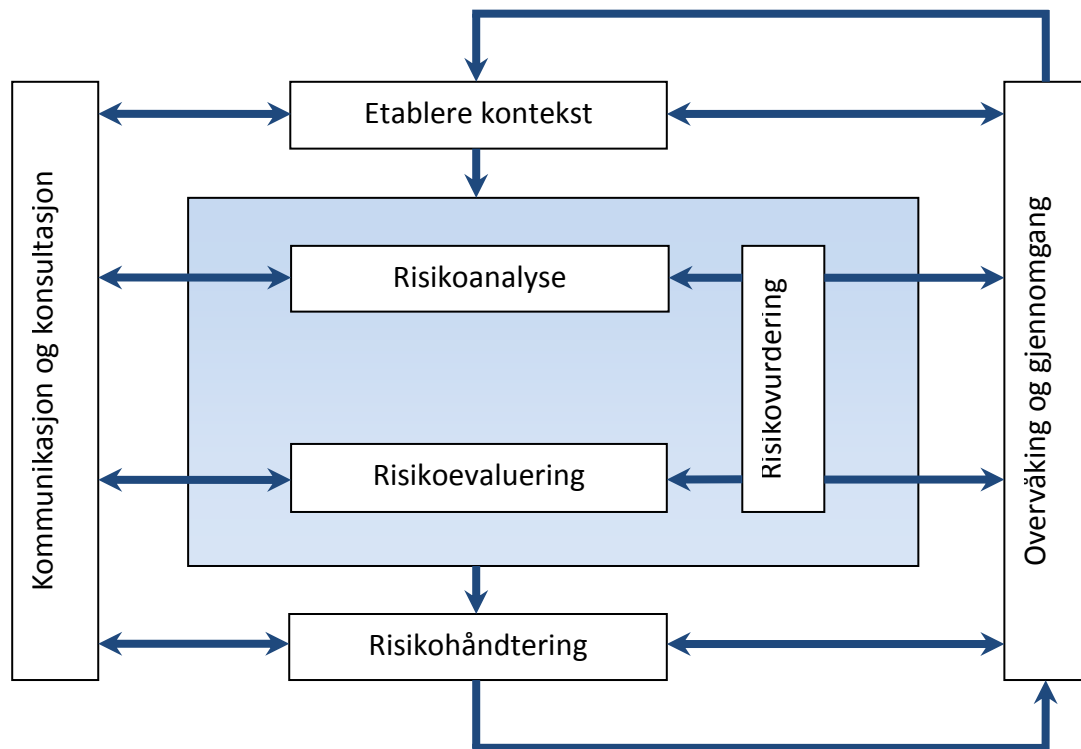 Etablere kontekst
Kommunikasjon og konsultasjon
Risikoanalyse
Risikovurdering
Overvåking og gjennomgang
Risikoevaluering
Risikohåndtering